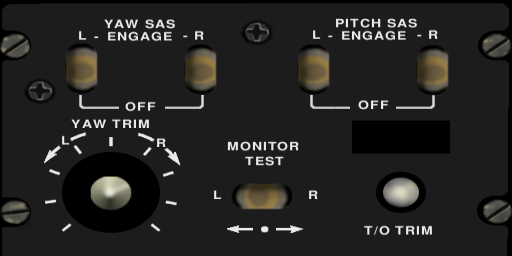 YAW SAS
L - ENGAGE - R
OFF
PITCH SAS
L - ENGAGE - R
OFF
YAW TRIM
L R
MONITOR
TEST
L R
T/O TRIM